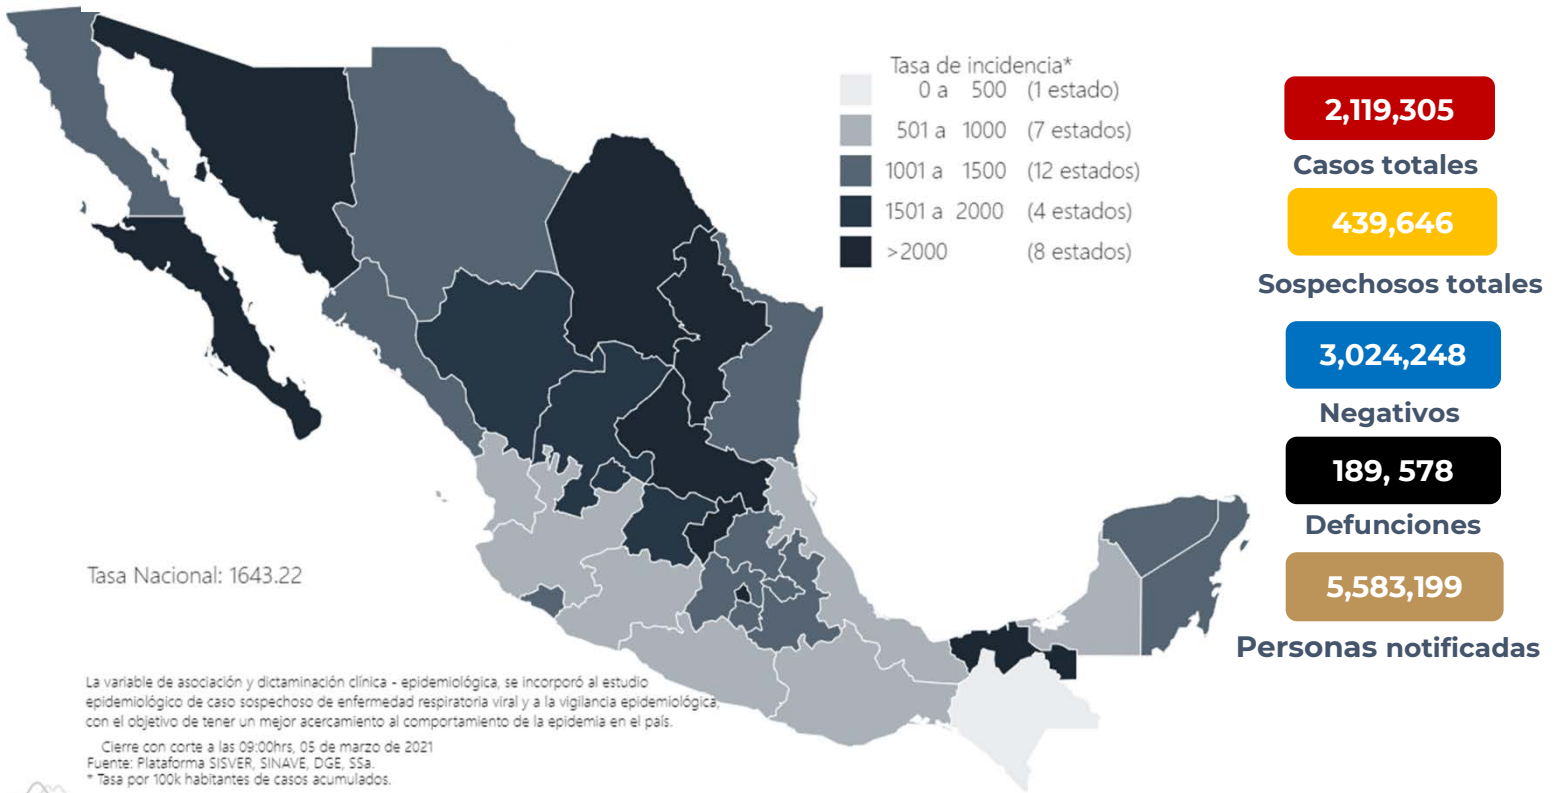 Tasa de incidencia*
0 a 500 (1 estado)
501 a 1000 (7 estados)
1001 a 1500 (12 estados)
1501 a 2000 (4 estados)
>2000 (8 estados)
2,119,305
Casos totales
439,646
Sospechosos totales
3,024,248
Negativos
189, 578
Defunciones
5,583,199
Personas notificadas
Tasa Nacional: 1643.22
La variable de asociación y dictaminación clínica - epidemiológica, se incorporó al estudio
epidemiológico de caso sospechoso de enfermedad respiratoria viral y a la vigilancia epidemiológica,
con el objetivo de tener un mejor acercamiento al comportamiento de la epidemia en el país.
Cierre con corte a las 09:00hrs, 05 de marzo de 2021
Fuente: Plataforma SISVER, SINAVE, DGE, SSa.
* Tasa por 100k habitantes de casos acumulados.